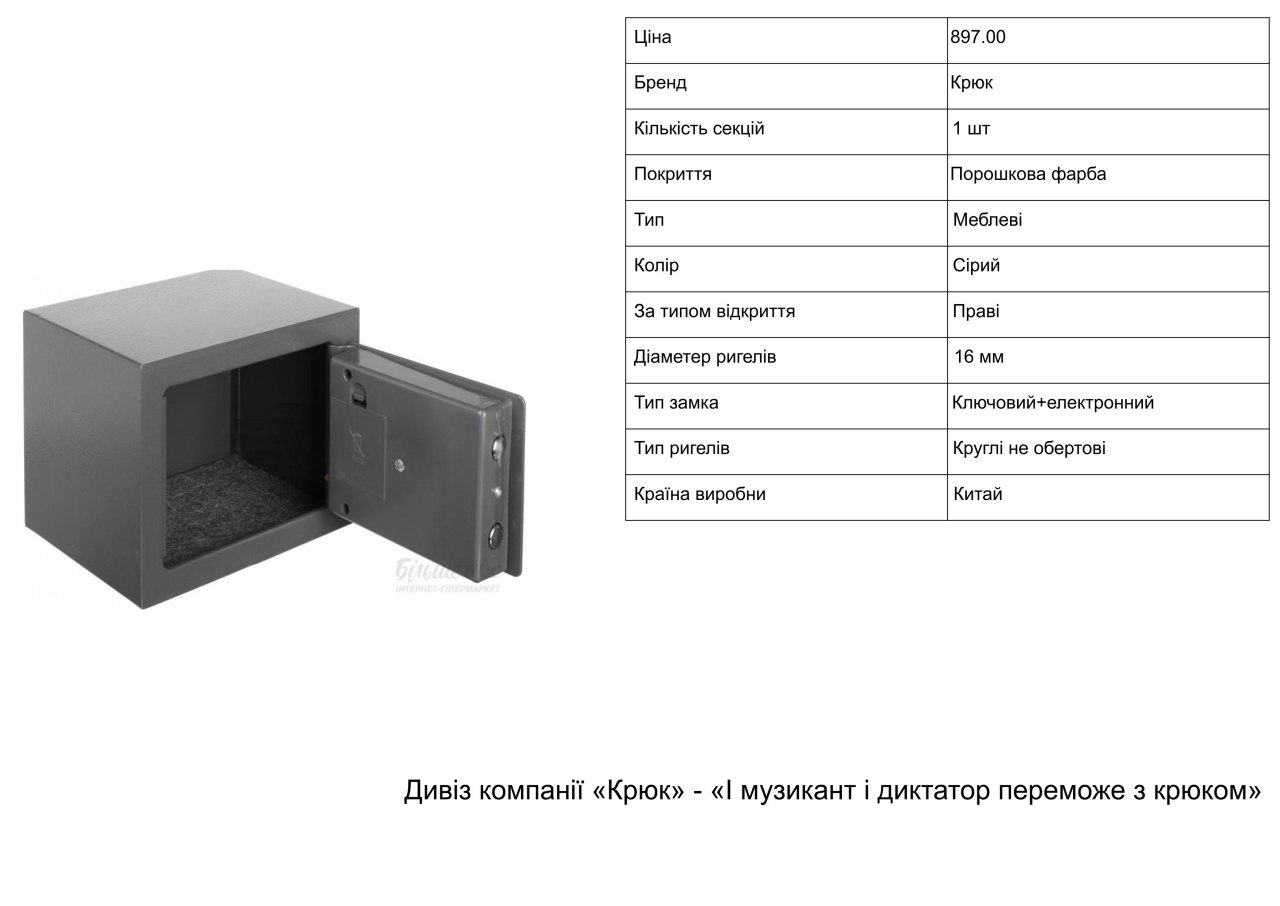 Ціна 897.00
Бренд Крюк
Кількість секцій 1 шт
Покриття Порошкова фарба
Тип Меблеві
Колір Сірий
За типом відкриття Праві
Діаметер ригелів 16 мм
Тип замка Ключовий+електронний
Тип ригелів Круглі не обертові
Країна виробни Китай
ІНТЕРНЕТ-ГІПЕРМАРКЕТ
Дивіз компанії «Крюк» - «І музикант і диктатор переможе з крюком»